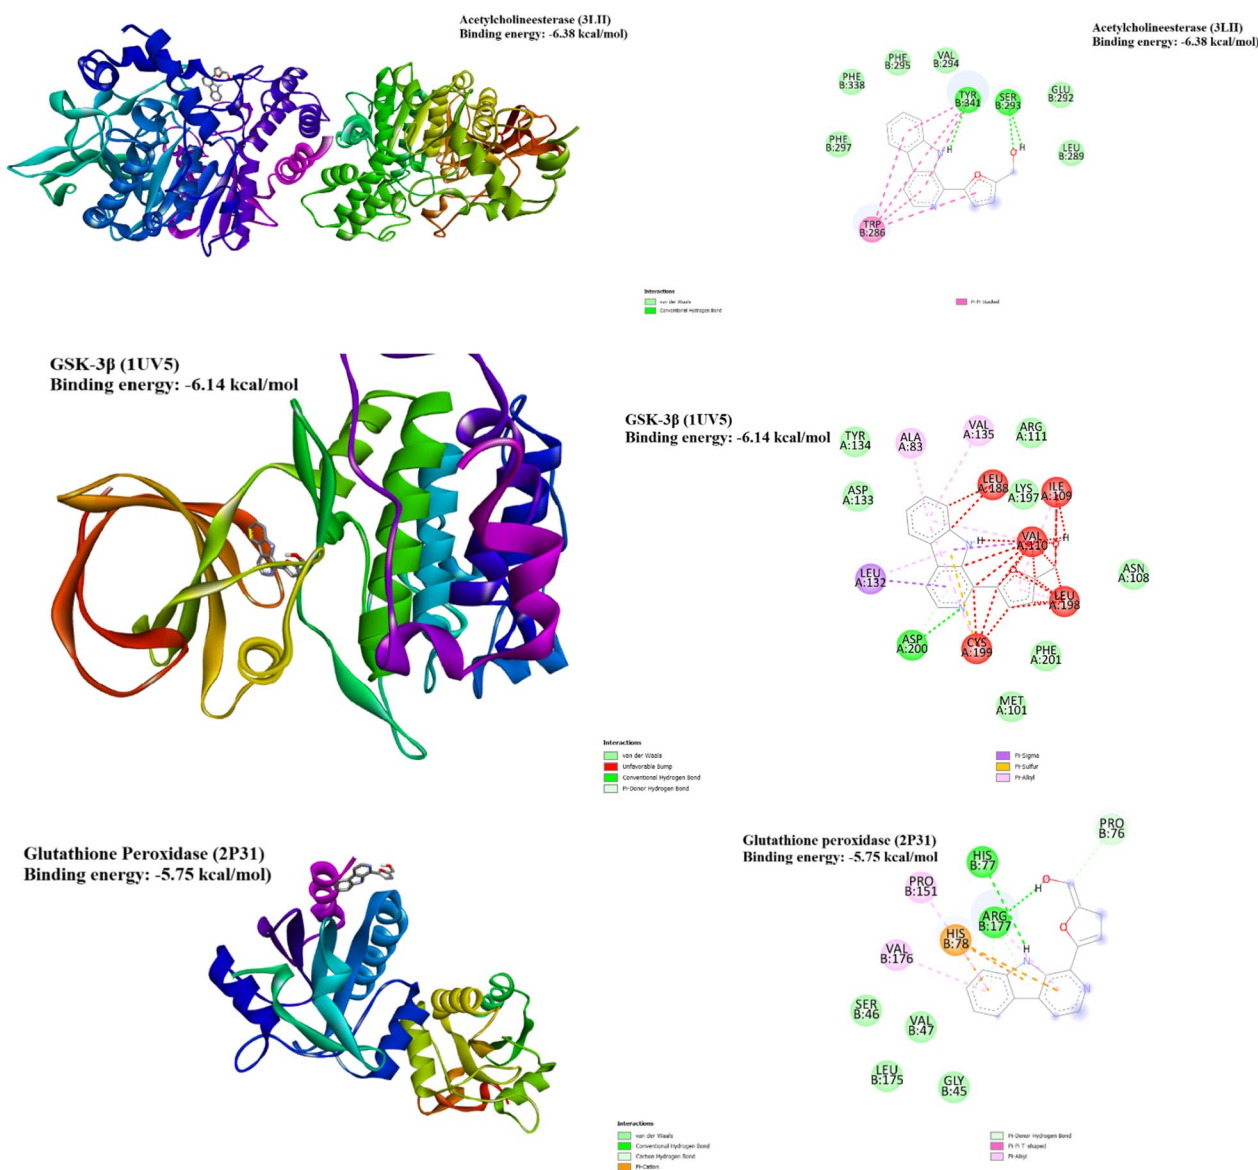 Acetylcholineesterase (3LII)
Binding energy: -6.38 kcal/mol)
Acetylcholineesterase (3LII)
Binding energy: -6.38 kcal/mol)
PHE
B:338
PHE
B:295
VAL
B:294
TYR
B:341
SER
B:293
GLU
B:292
PHE
B:297
LEU
B:289
TRP
B:286
H
H
O
O
N
N
Interactions
van der Waals
Conventional Hydrogen Bond
Pi-Pi Stacked
GSK-3β (1UV5)
Binding energy: -6.14 kcal/mol
GSK-3β (1UV5)
Binding energy: -6.14 kcal/mol
TYR
A:134
ALA
A:83
VAL
A:135
ARG
A:111
ASP
A:133
LEU
A:188
LYS
A:197
ILE
A:109
VAL
A:110
LEU
A:132
ASN
A:108
LEU
A:198
ASP
A:200
CYS
A:199
PHE
A:201
MET
A:101
H
H
Interactions
van der Waals
Unfavorable Bump
Conventional Hydrogen Bond
Pi-Donor Hydrogen Bond
Pi-Sigma
Pi-Sulfur
Pi-Alkyl
Glutathione Peroxidase (2P31)
Binding energy: -5.75 kcal/mol)
Glutathione peroxidase (2P31)
Binding energy: -5.75 kcal/mol
PRO
B:76
HIS
B:77
PRO
B:151
ARG
B:177
HIS
B:78
VAL
B:176
SER
B:46
VAL
B:47
LEU
B:175
GLY
B:45
H
O
O
H
N
N
Interactions
van der Waals
Conventional Hydrogen Bond
Carbon Hydrogen Bond
Pi-Cation
Pi-Donor Hydrogen Bond
Pi-Pi T-shaped
Pi-Alkyl